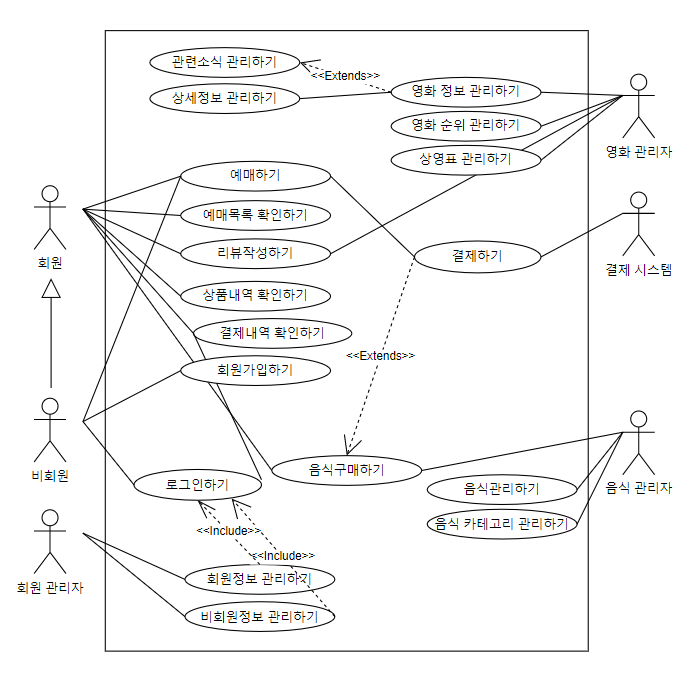 관련소식 관리하기
<<Extends>>
상세정보 관리하기
영화 정보 관리하기
영화 순위 관리하기
상영표 관리하기
영화 관리자
예매하기
예매목록 확인하기
리뷰작성하기
회원
결제하기
결제 시스템
상품내역 확인하기
결제내역 확인하기
<<Extends>>
회원가입하기
비회원
로그인하기
음식구매하기
음식관리하기
음식 관리자
음식 카테고리 관리하기
<<Include>>
<<Include>>
회원 관리자
회원정보 관리하기
비회원정보 관리하기